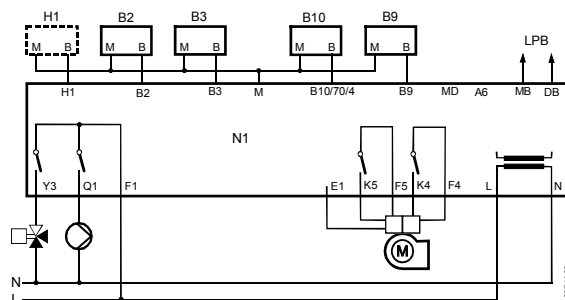 H1 B2 B3 B10 B9 LPB
M B M B M B M B M B
H1 B2 B3 M B10/70/4 B9 MD A6 MB DB
N1
Y3 Q1 F1 E1 K5 F5 K4 F4 L N
M
N
L